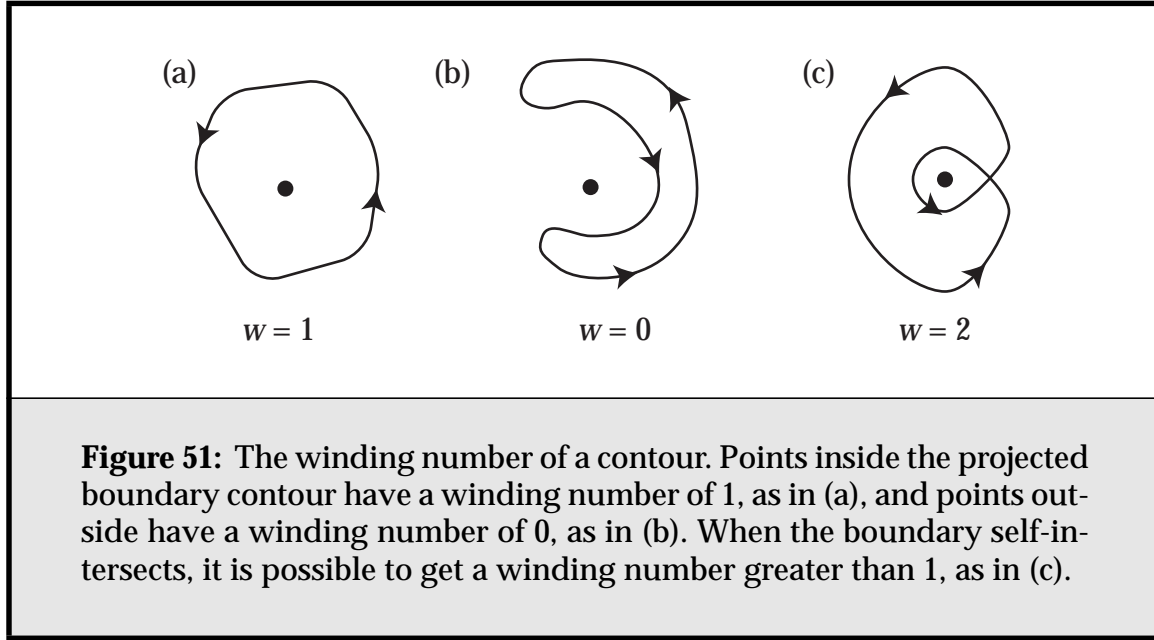 (a) (b) (c)
w = 1 w = 0 w = 2
Figure 51: The winding number of a contour. Points inside the projected
boundary contour have a winding number of 1, as in (a), and points out-
side have a winding number of 0, as in (b). When the boundary self-in-
tersects, it is possible to get a winding number greater than 1, as in (c).